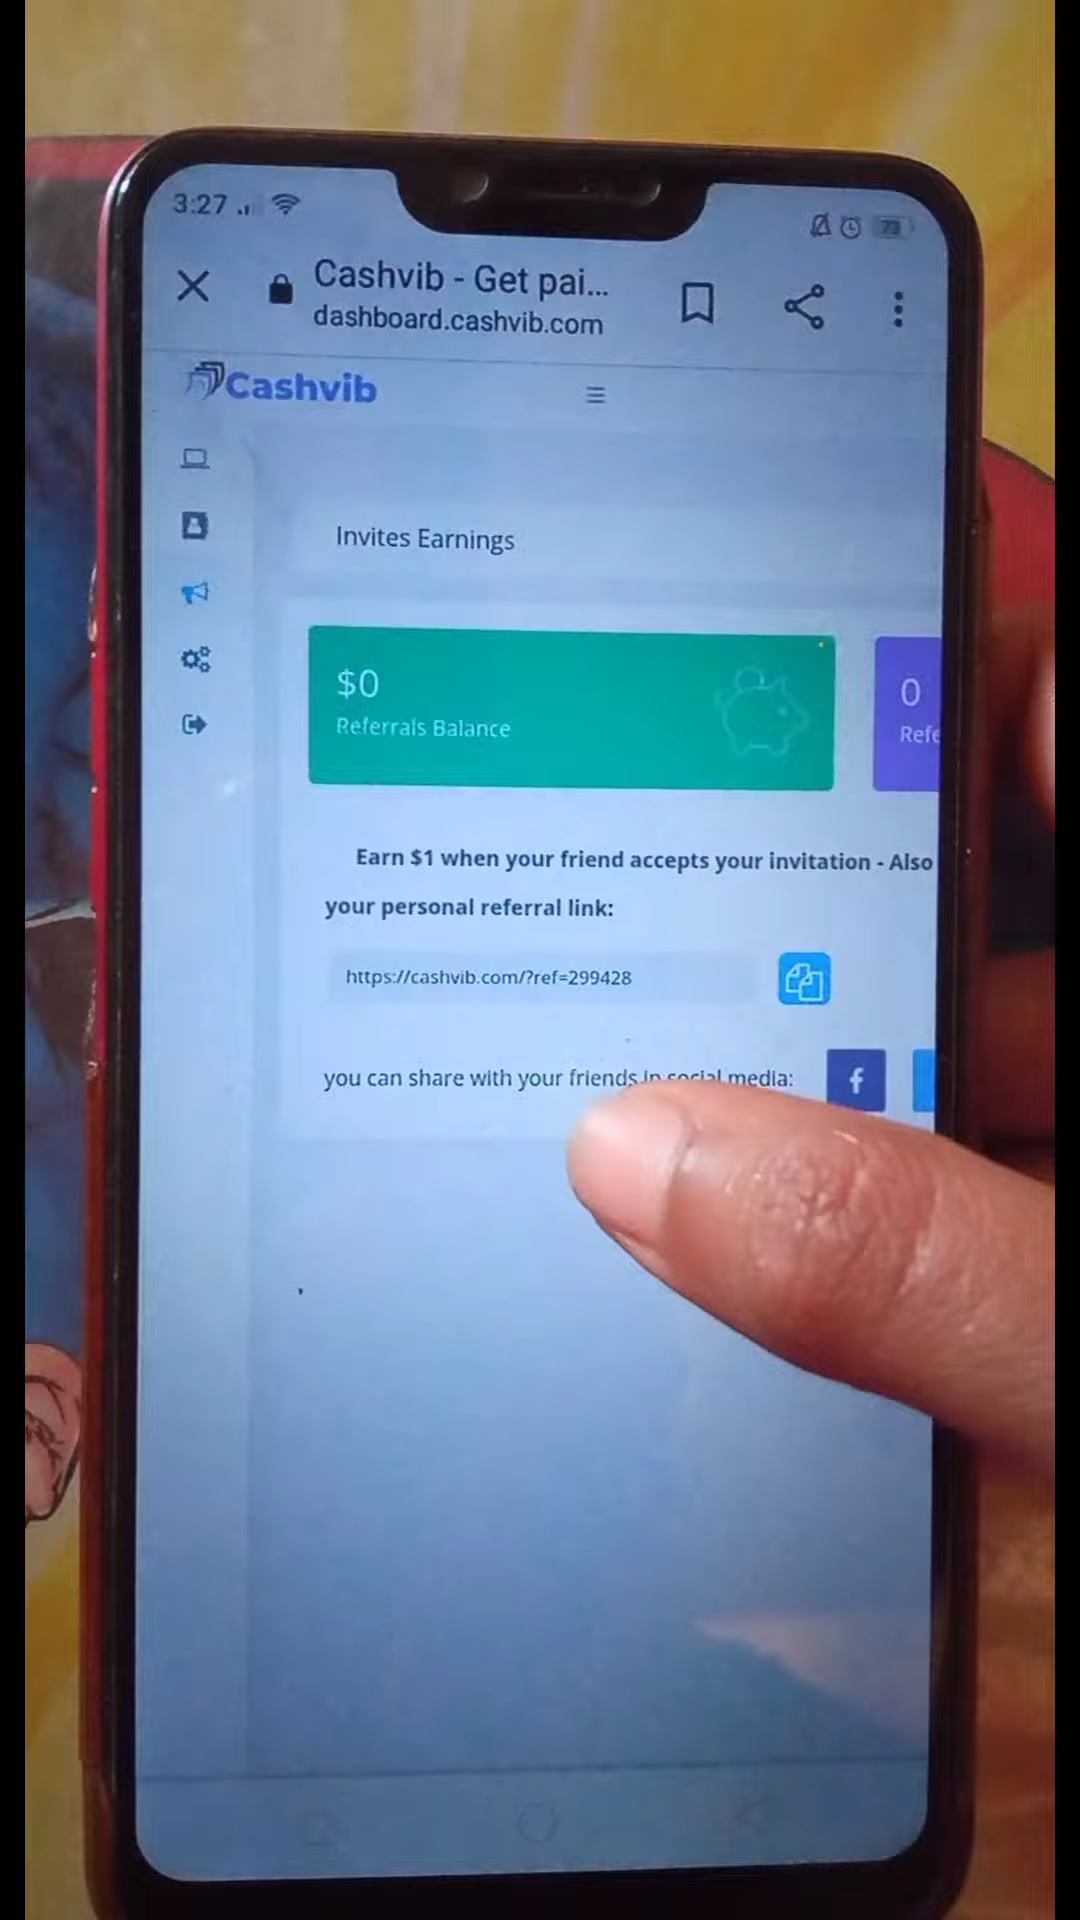 3:27
73
Cashvib - Get pai...
dashboard.cashvib.com
Cashvib
Invites Earnings
$0
Referrals Balance
0
Refe
Earn $1 when your friend accepts your invitation - Also
your personal referral link:
https://cashvib.com/?ref=299428
you can share with your friends in social media:
f